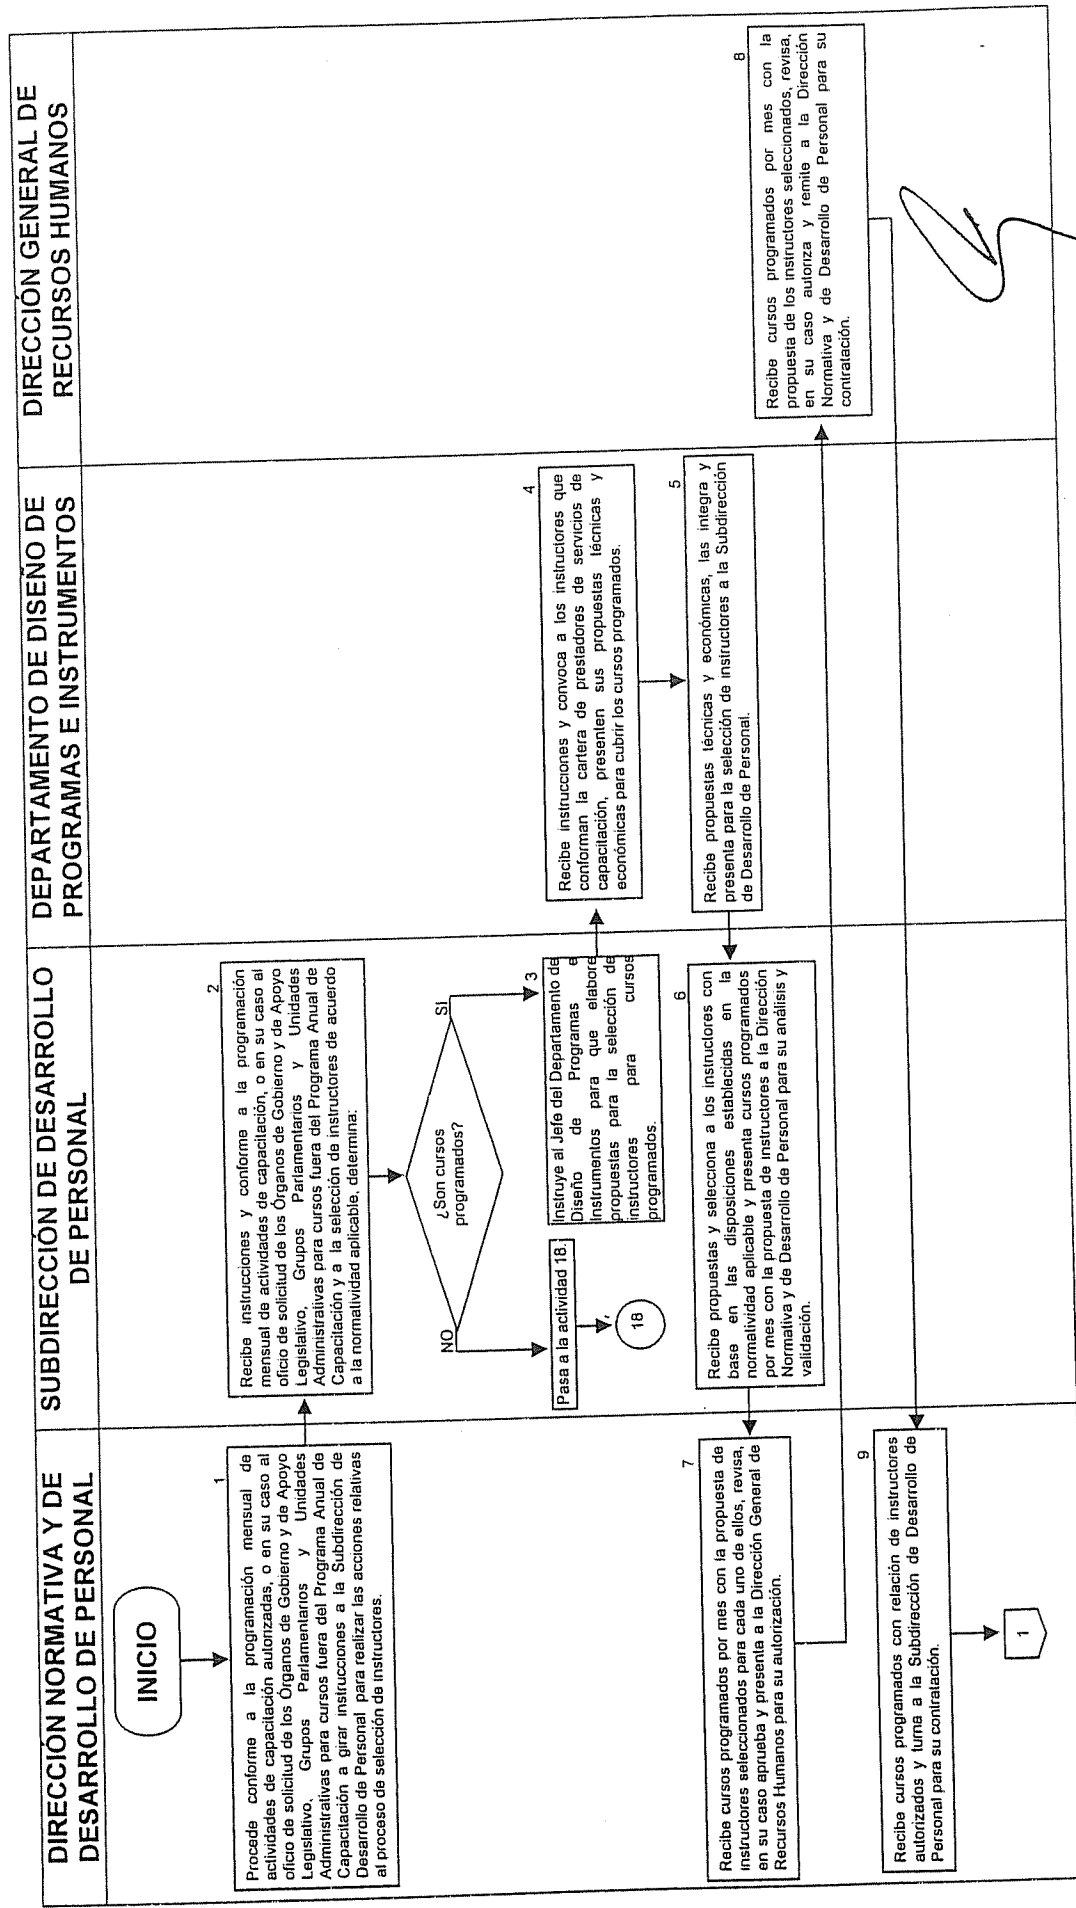 DIRECCIÓN NORMATIVA Y DE
DESARROLLO DE PERSONAL
SUBDIRECCIÓN DE DESARROLLO
DE PERSONAL
DEPARTAMENTO DE DISEÑO DE
PROGRAMAS E INSTRUMENTOS
DIRECCIÓN GENERAL DE
RECURSOS HUMANOS
INICIO
1
Procede conforme a la programación mensual de
actividades de capacitación autorizadas, o en su caso al
oficio de solicitud de los Órganos de Gobierno y de Apoyo
Legislativo, Grupos Parlamentarios y Unidades
Administrativas para cursos fuera del Programa Anual de
Capacitación a girar instrucciones a la Subdirección de
Desarrollo de Personal para realizar las acciones relativas
al proceso de selección de instructores.
2
Recibe instrucciones y conforme a la programación
mensual de actividades de capacitación, o en su caso al
oficio de solicitud de los Órganos de Gobierno y de Apoyo
Legislativo, Grupos Parlamentarios y Unidades
Administrativas para cursos fuera del Programa Anual de
Capacitación y a la selección de instructores de acuerdo
a la normatividad aplicable, determina:
¿Son cursos
programados?
NO
SI
Pasa a la actividad 18.
18
3
Instruye al Jefe del Departamento de
Diseño de Programas e
Instrumentos para que elabore
propuestas para la selección de
instructores para cursos
programados.
4
Recibe instrucciones y convoca a los instructores que
conforman la cartera de prestadores de servicios de
capacitación, presenten sus propuestas técnicas y
económicas para cubrir los cursos programados.
5
Recibe propuestas técnicas y económicas, las integra y
presenta para la selección de instructores a la Subdirección
de Desarrollo de Personal.
6
Recibe propuestas y selecciona a los instructores con
base en las disposiciones establecidas en la
normatividad aplicable y presenta cursos programados
por mes con la propuesta de instructores a la Dirección
Normativa y de Desarrollo de Personal para su análisis y
validación.
7
Recibe cursos programados por mes con la propuesta de
instructores seleccionados para cada uno de ellos, revisa,
en su caso aprueba y presenta a la Dirección General de
Recursos Humanos para su autorización.
8
Recibe cursos programados por mes con la
propuesta de los instructores seleccionados, revisa,
en su caso autoriza y remite a la Dirección
Normativa y de Desarrollo de Personal para su
contratación.
9
Recibe cursos programados con relación de instructores
autorizados y turna a la Subdirección de Desarrollo de
Personal para su contratación.
1